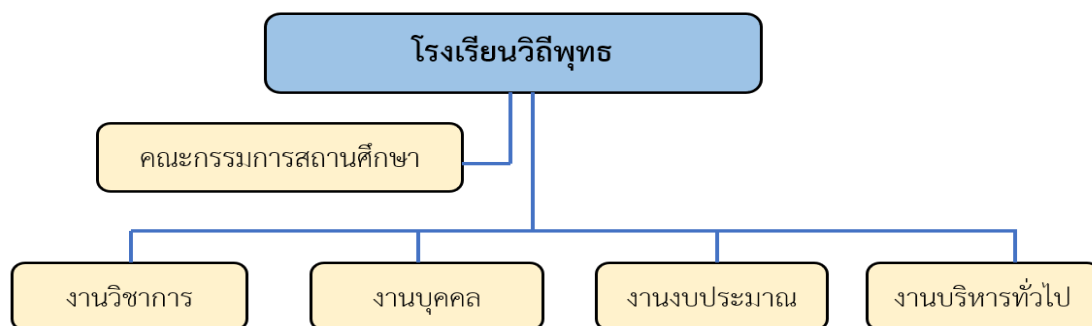 โรงเรียนวิถีพุทธ
คณะกรรมการสถานศึกษา
งานวิชาการ
งานบุคคล
งานงบประมาณ
งานบริหารทั่วไป